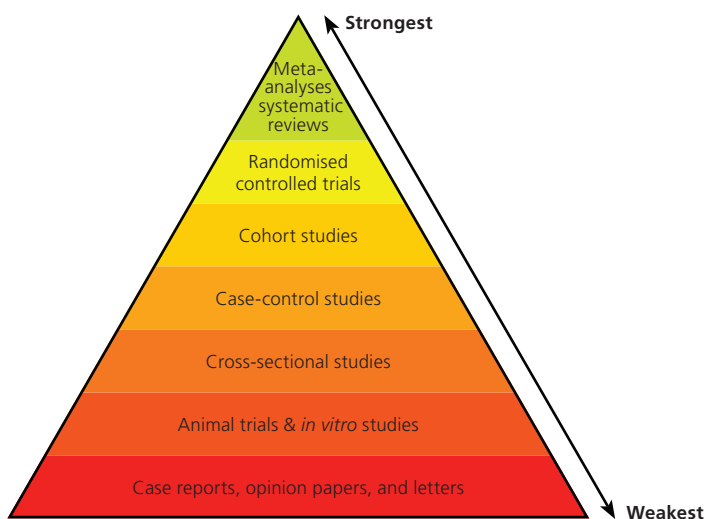 Strongest
Meta-
analyses
systematic
reviews
Randomised
controlled trials
Cohort studies
Case-control studies
Cross-sectional studies
Animal trials & in vitro studies
Case reports, opinion papers, and letters
Weakest